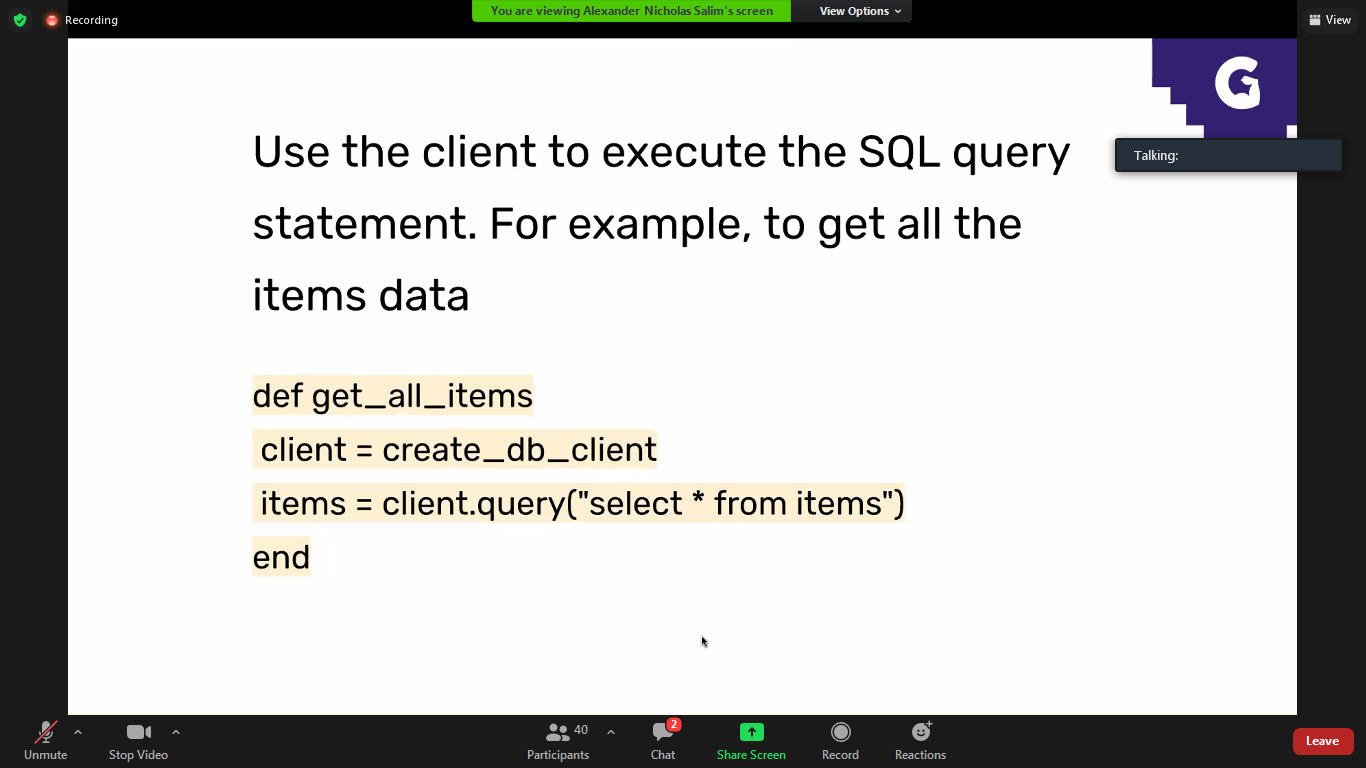 Recording
You are viewing Alexander Nicholas Salim's screen
View Options
View
G
Talking:
Use the client to execute the SQL query
statement. For example, to get all the
items data
def get_all_items
client = create_db_client
items = client.query("select * from items")
end
Unmute
Stop Video
40
Participants
2
Chat
Share Screen
Record
Reactions
Leave